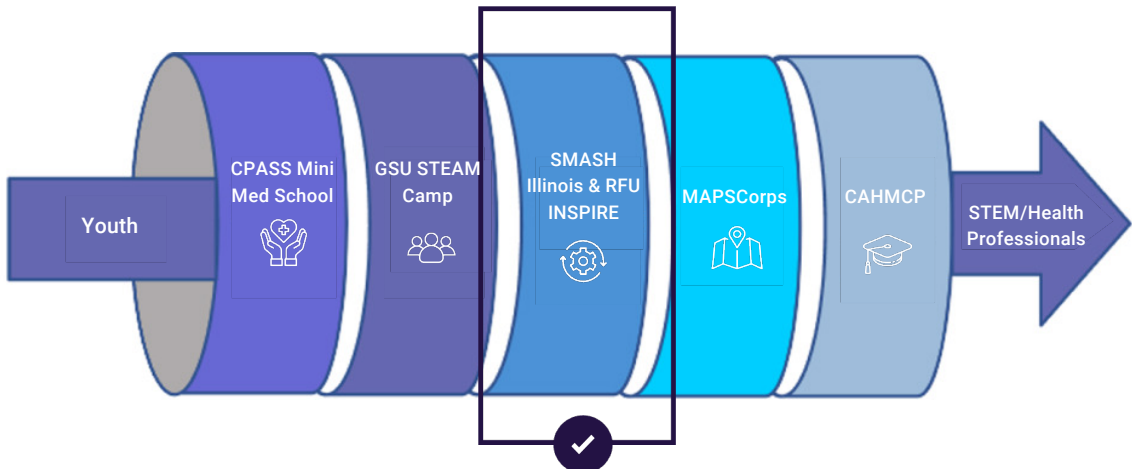 Youth
CPASS Mini
Med School
GSU STEAM
Camp
SMASH
Illinois & RFU
INSPIRE
MAPSCorps
CAHMCP
STEM/Health
Professionals